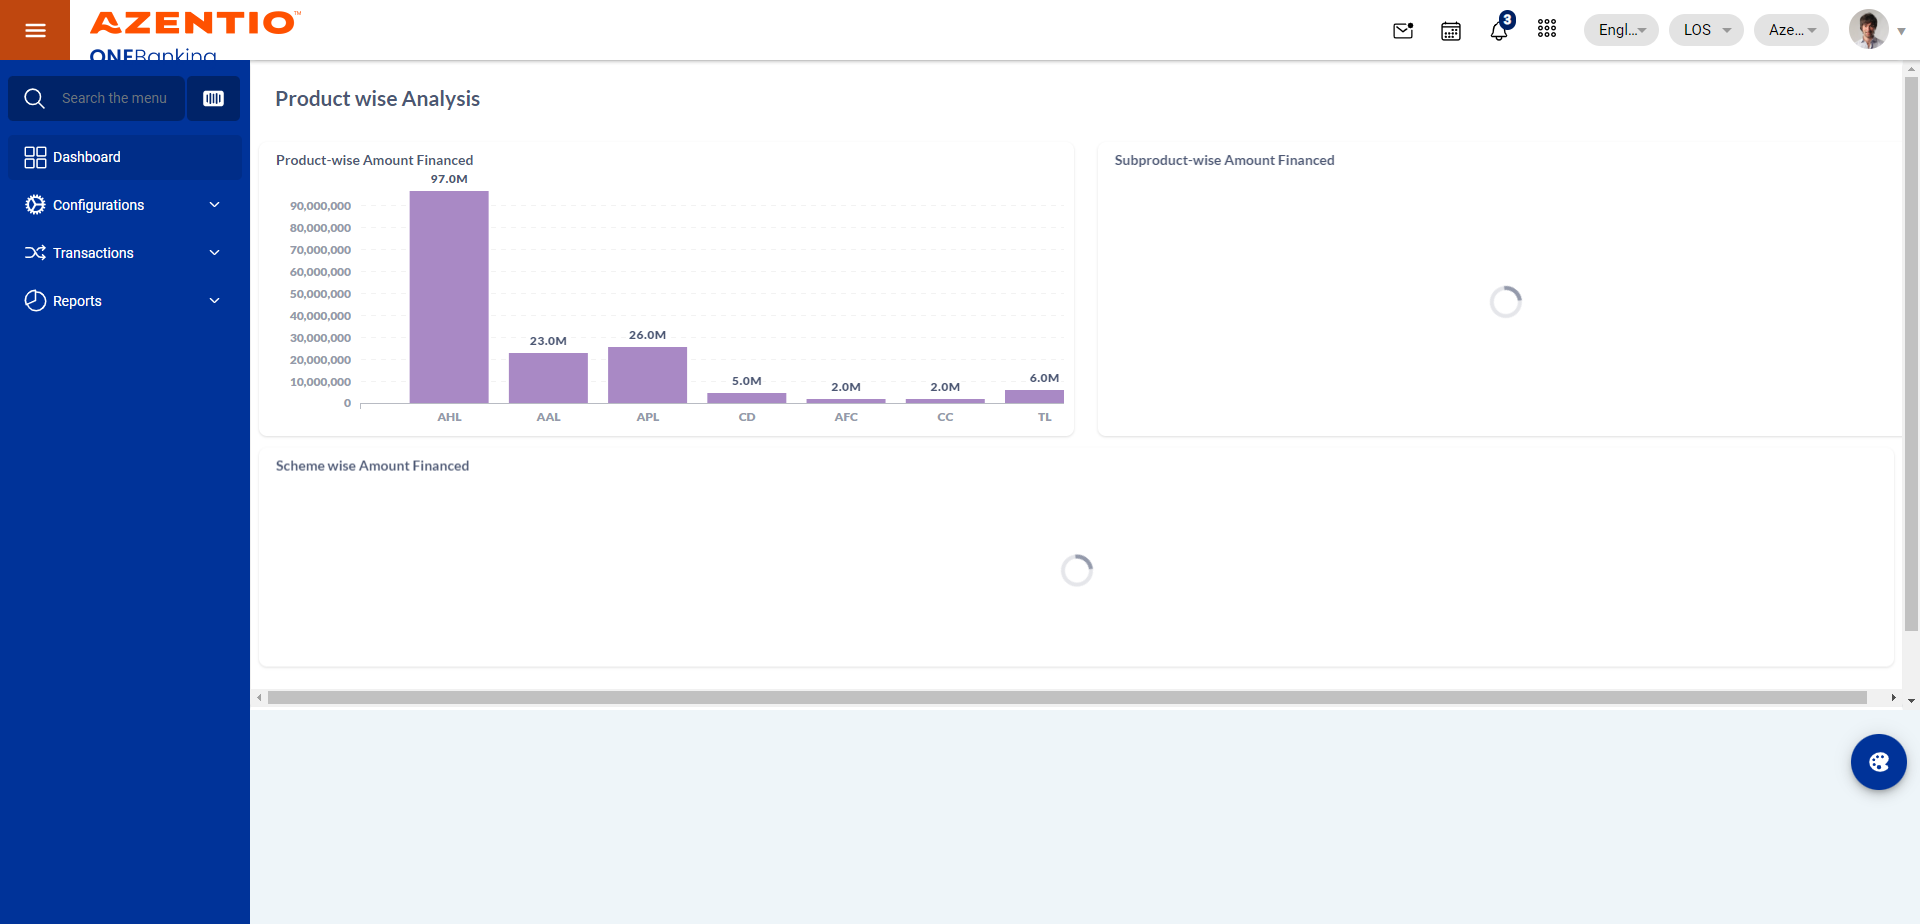 AZENTIO™
ONEBanking
3
Engl...
LOS
Aze...
Search the menu
Dashboard
Configurations
Transactions
Reports
Product wise Analysis
Product-wise Amount Financed
97.0M
90,000,000
80,000,000
70,000,000
60,000,000
50,000,000
40,000,000
30,000,000
20,000,000
10,000,000
0
23.0M
26.0M
5.0M
2.0M
2.0M
6.0M
AHL
AAL
APL
CD
AFC
CC
TL
Subproduct-wise Amount Financed
Scheme wise Amount Financed